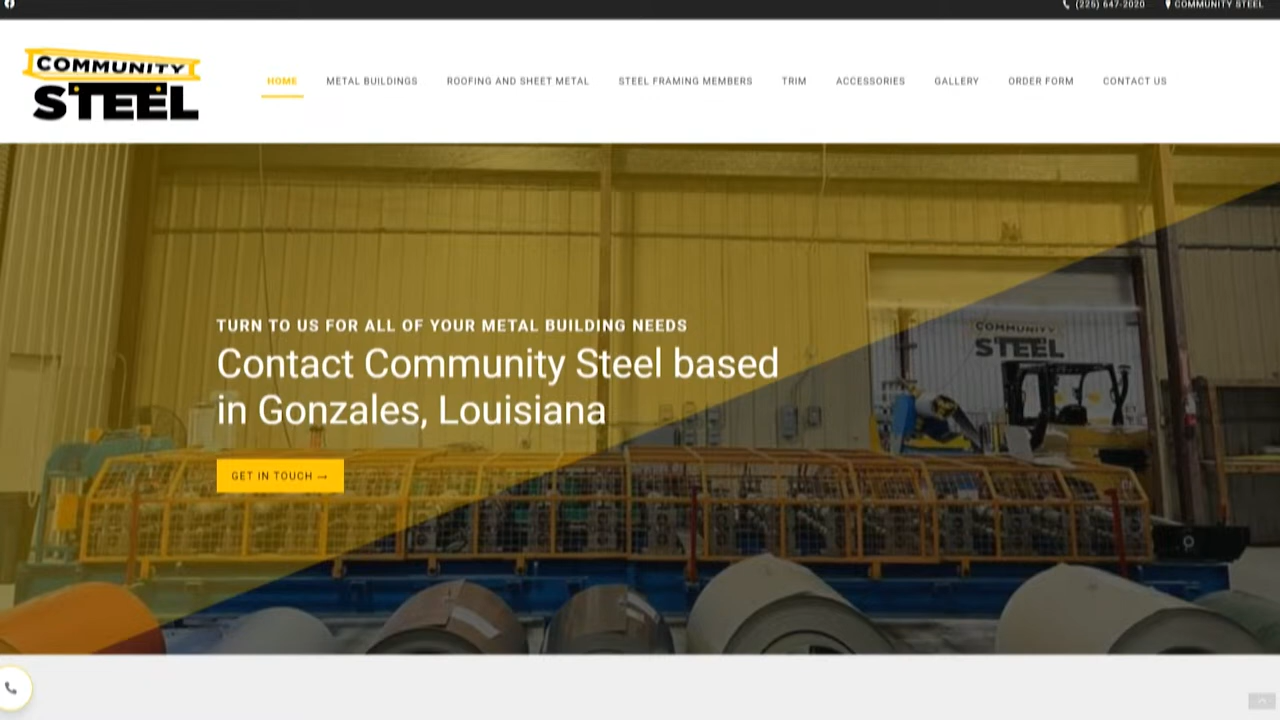 (225) 647-2020 COMMUNITY STEEL
COMMUNITY
STEEL
HOME METAL BUILDINGS ROOFING AND SHEET METAL STEEL FRAMING MEMBERS TRIM ACCESSORIES GALLERY ORDER FORM CONTACT US
COMMUNITY
STEEL
TURN TO US FOR ALL OF YOUR METAL BUILDING NEEDS
Contact Community Steel based
in Gonzales, Louisiana
GET IN TOUCH →